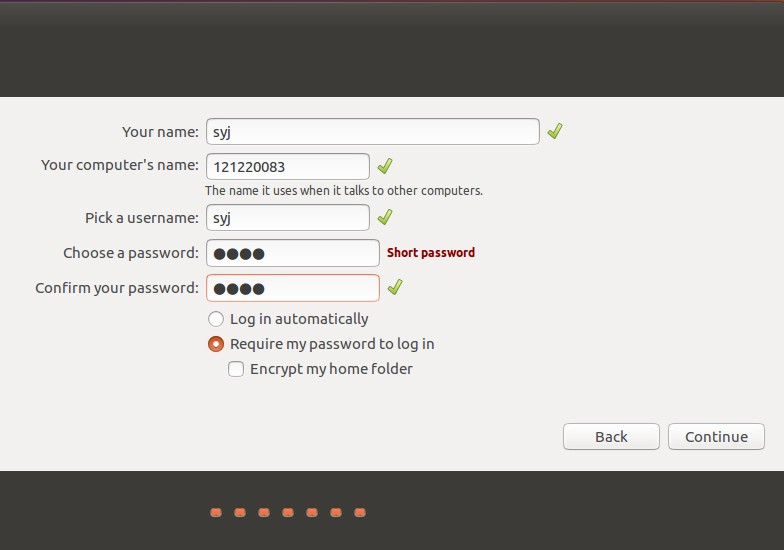 Your name: syj
Your computer's name: 121220083
The name it uses when it talks to other computers.
Pick a username: syj
Choose a password: ●●●● Short password
Confirm your password: ●●●●
Log in automatically
Require my password to log in
Encrypt my home folder
Back Continue